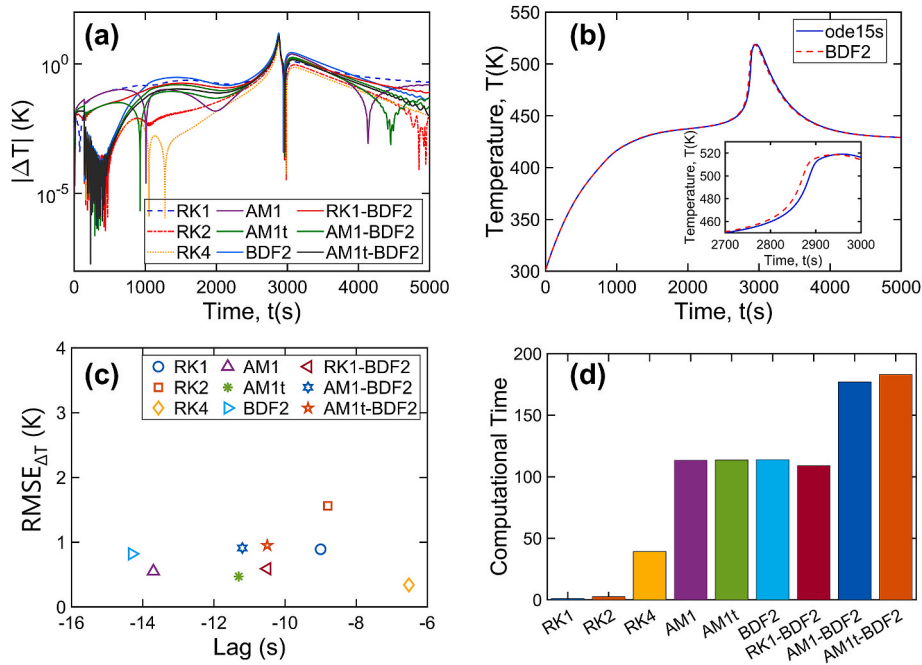 (a)
10^0
10^-5
|ΔT| (K)
RK1 AM1 RK1-BDF2
RK2 AM1t AM1-BDF2
RK4 BDF2 AM1t-BDF2
0 1000 2000 3000 4000 5000
Time, t(s)
(b)
550
500
450
400
350
300
Temperature, T(K)
ode15s
BDF2
520
500
480
460
Temperature, T(K)
2700 2800 2900 3000
Time, t(s)
0 1000 2000 3000 4000 5000
Time, t(s)
(c)
4
3
2
1
0
RMSE_ΔT (K)
RK1 AM1 RK1-BDF2
RK2 AM1t AM1-BDF2
RK4 BDF2 AM1t-BDF2
-16 -14 -12 -10 -8 -6
Lag (s)
(d)
200
150
100
50
0
Computational Time
RK1 RK2 RK4 AM1 AM1t BDF2 RK1-BDF2 AM1-BDF2 AM1t-BDF2